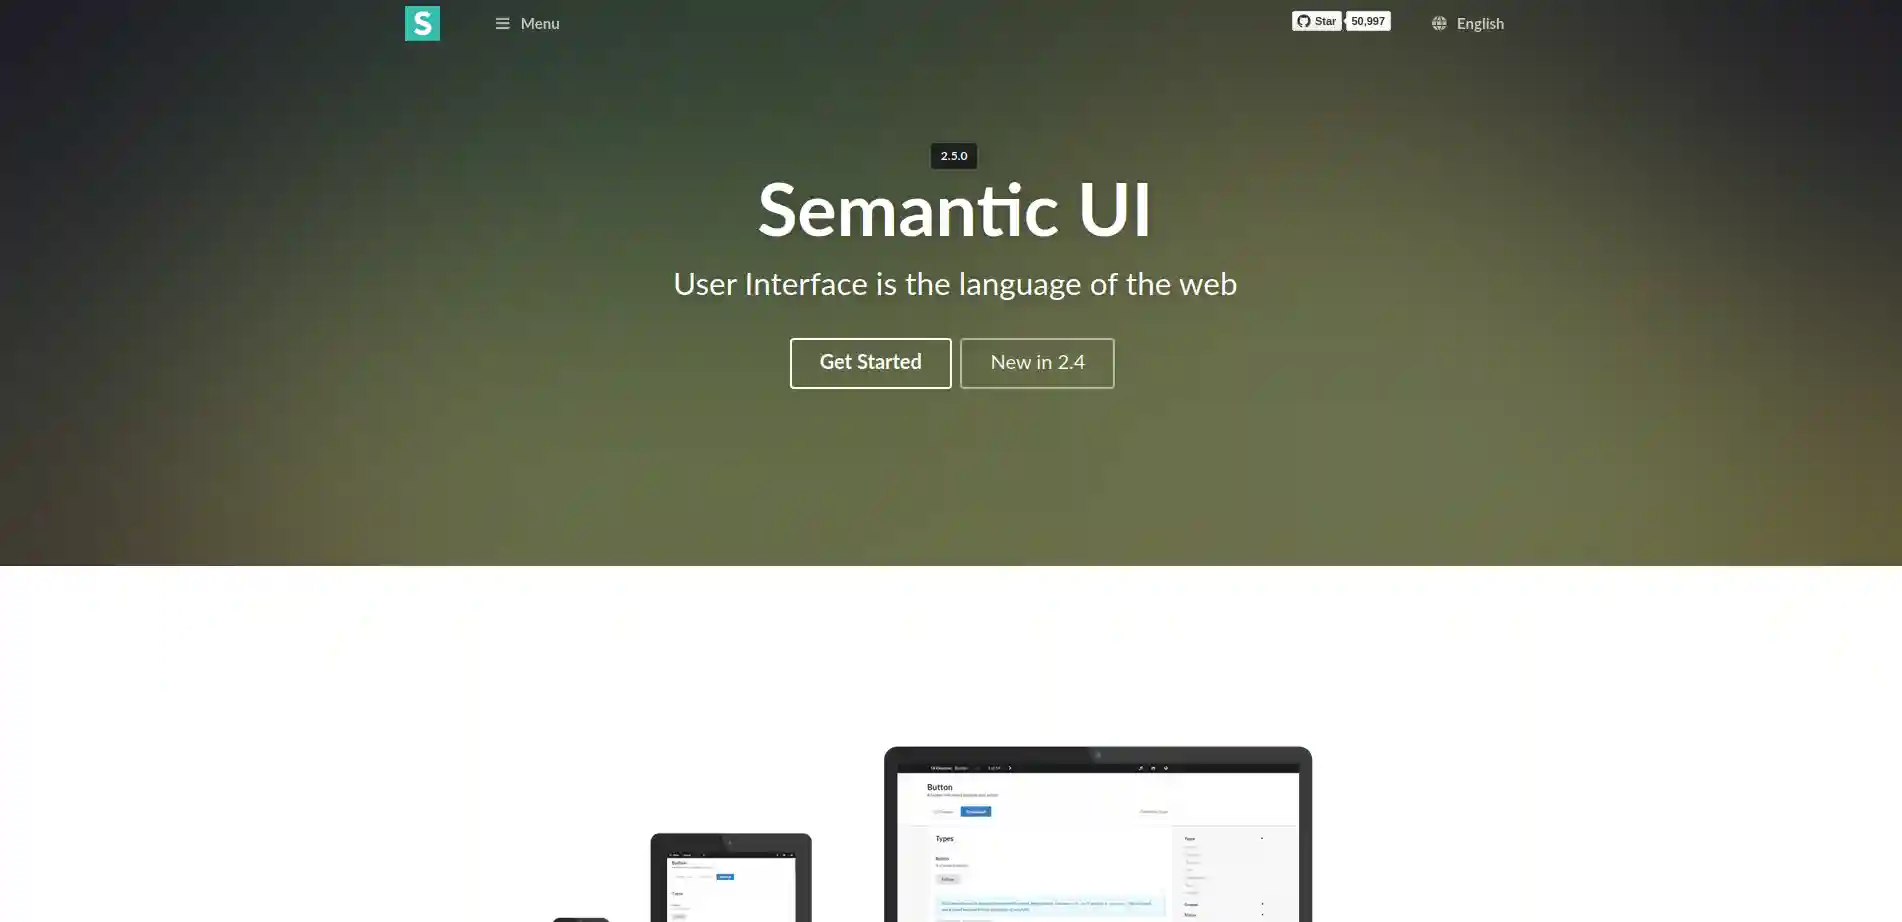 S
Menu
Star
50,997
English
2.5.0
Semantic UI
User Interface is the language of the web
Get Started
New in 2.4
Button
Types
Button
Follow
Button
Types